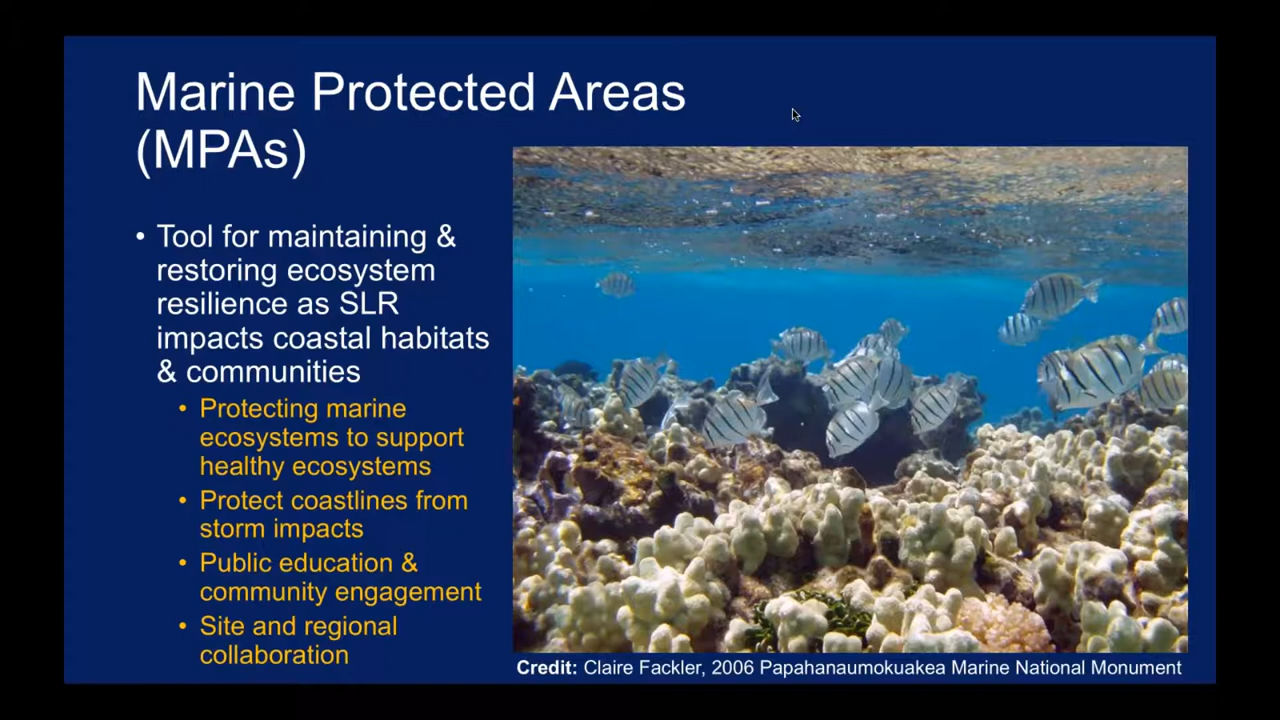 Marine Protected Areas
(MPAs)
• Tool for maintaining &
restoring ecosystem
resilience as SLR
impacts coastal habitats
& communities
• Protecting marine
ecosystems to support
healthy ecosystems
• Protect coastlines from
storm impacts
• Public education &
community engagement
• Site and regional
collaboration
Credit: Claire Fackler, 2006 Papahanaumokuakea Marine National Monument